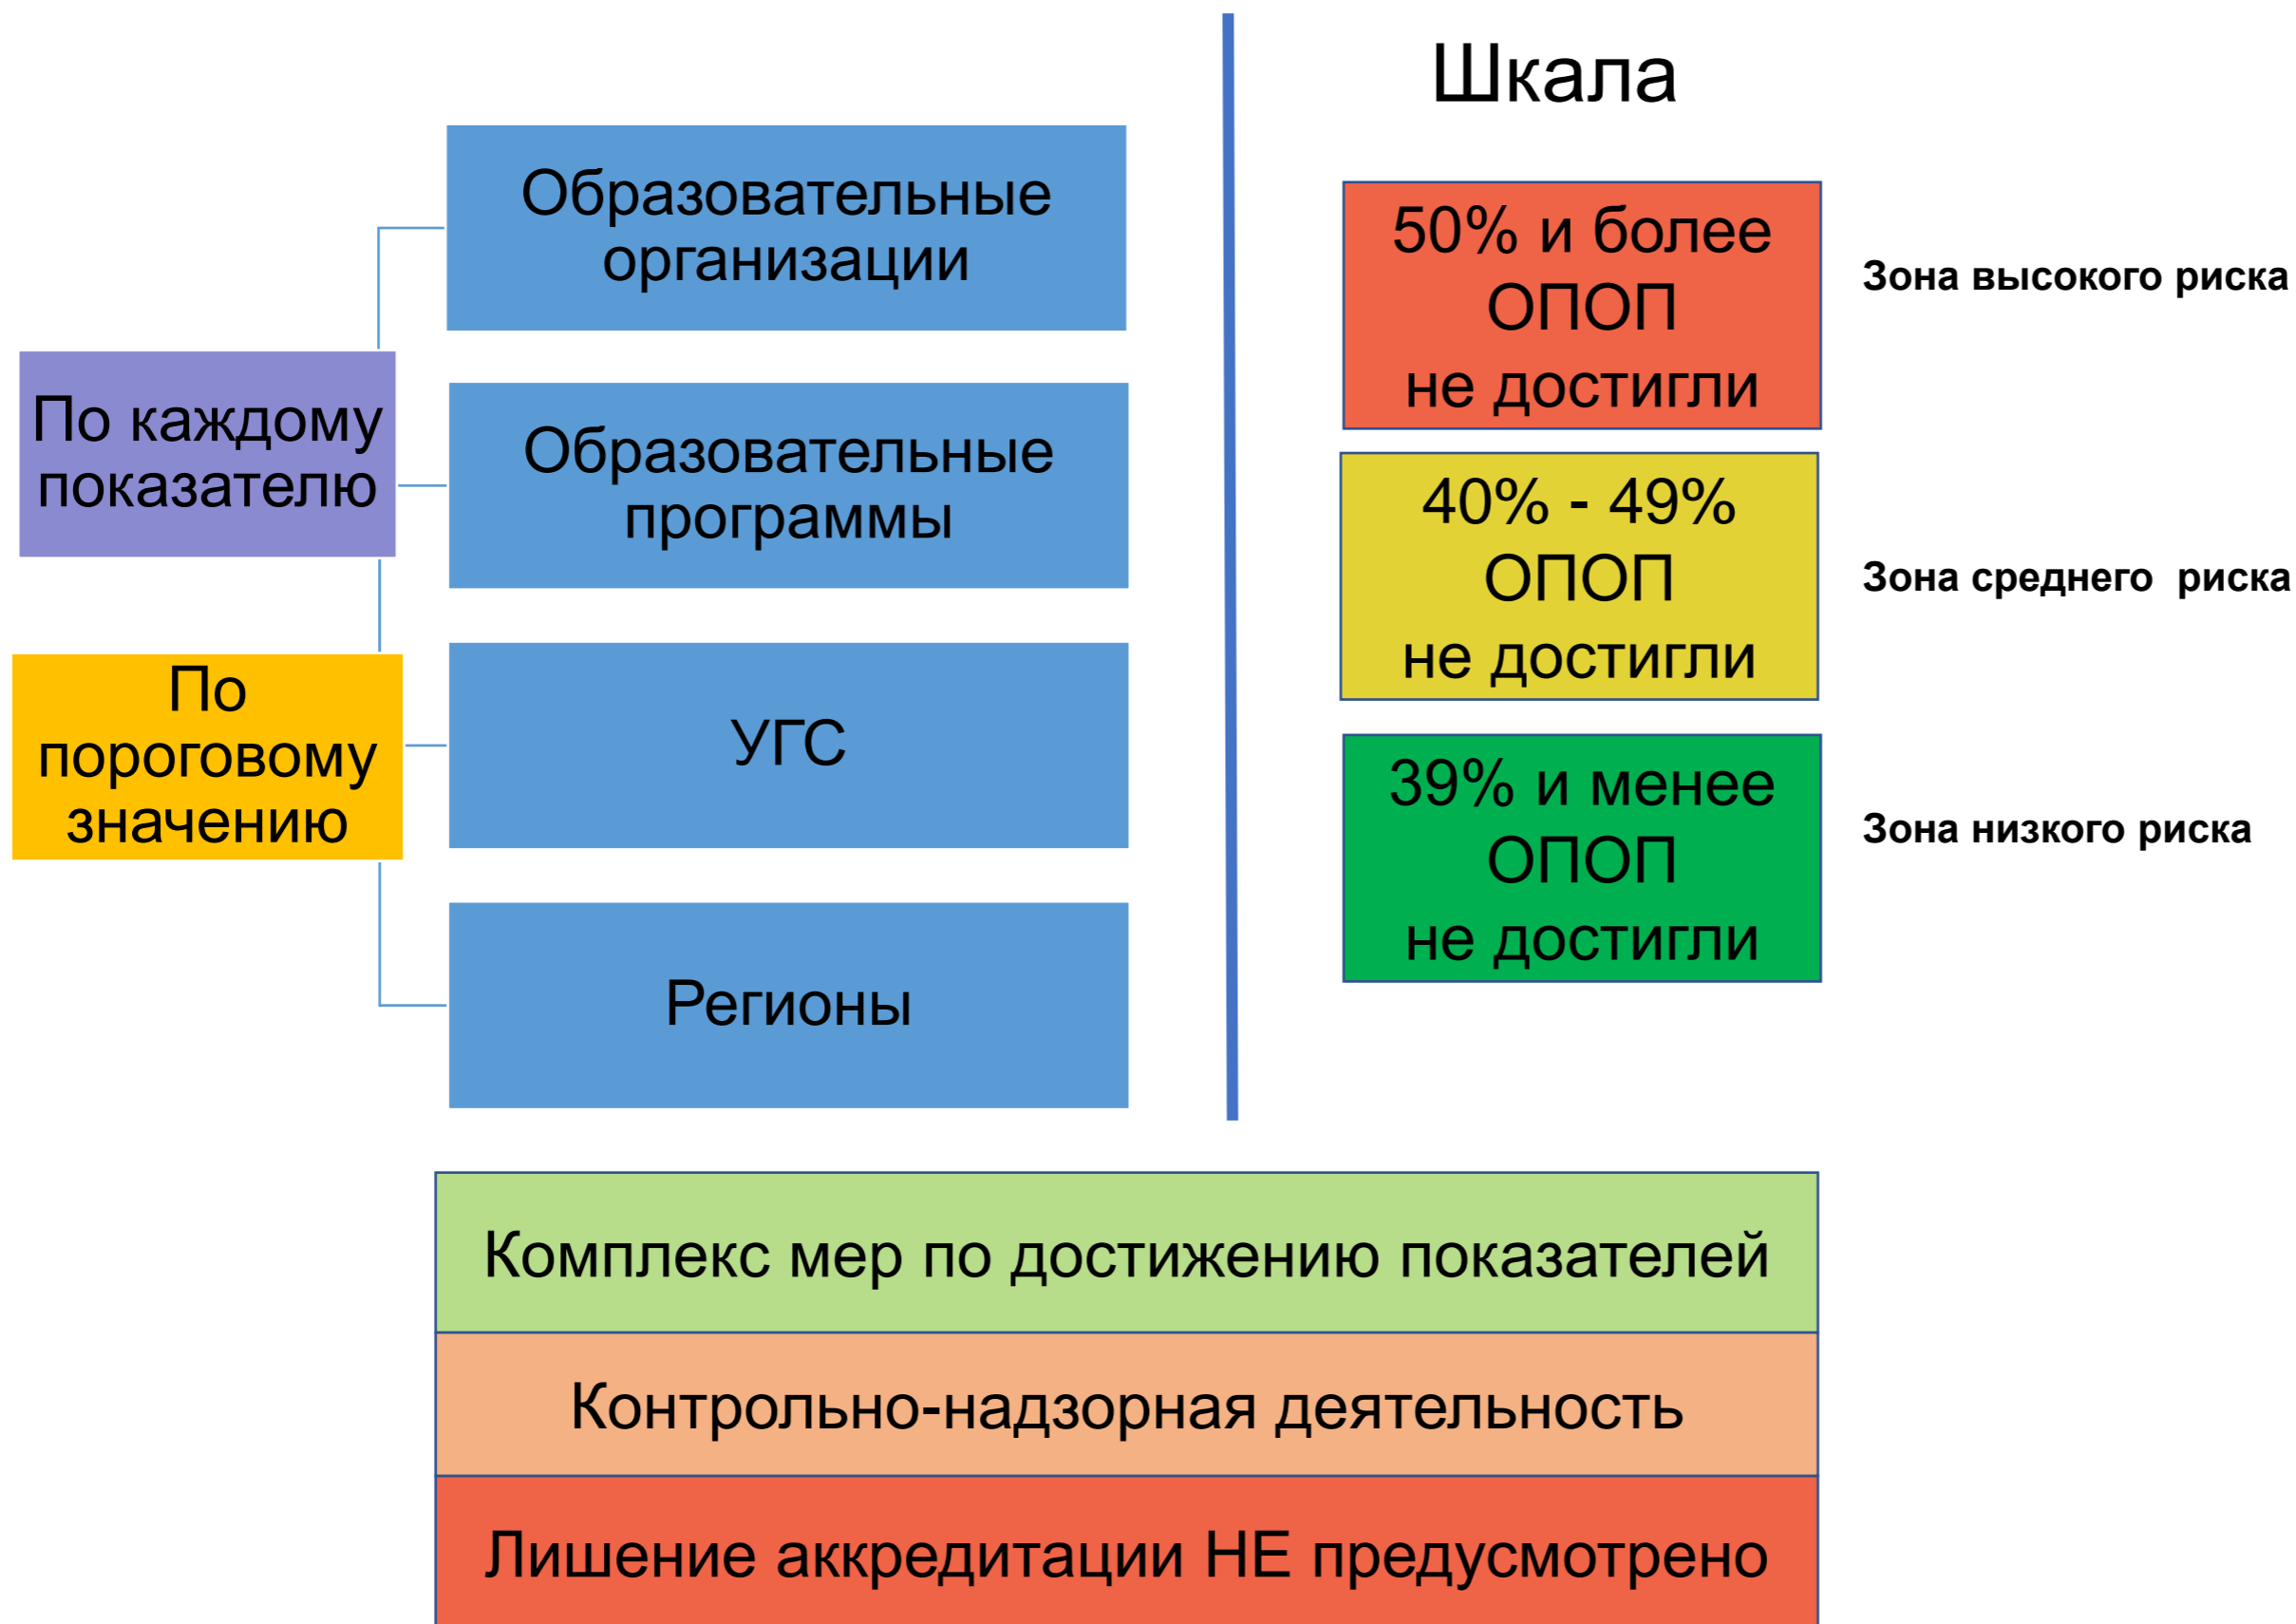 По каждому
показателю
По
пороговому
значению
Образовательные
организации
Образовательные
программы
УГС
Регионы
Шкала
50% и более
ОПОП
не достигли
Зона высокого риска
40% - 49%
ОПОП
не достигли
Зона среднего  риска
39% и менее
ОПОП
не достигли
Зона низкого риска
Комплекс мер по достижению показателей
Контрольно-надзорная деятельность
Лишение аккредитации НЕ предусмотрено